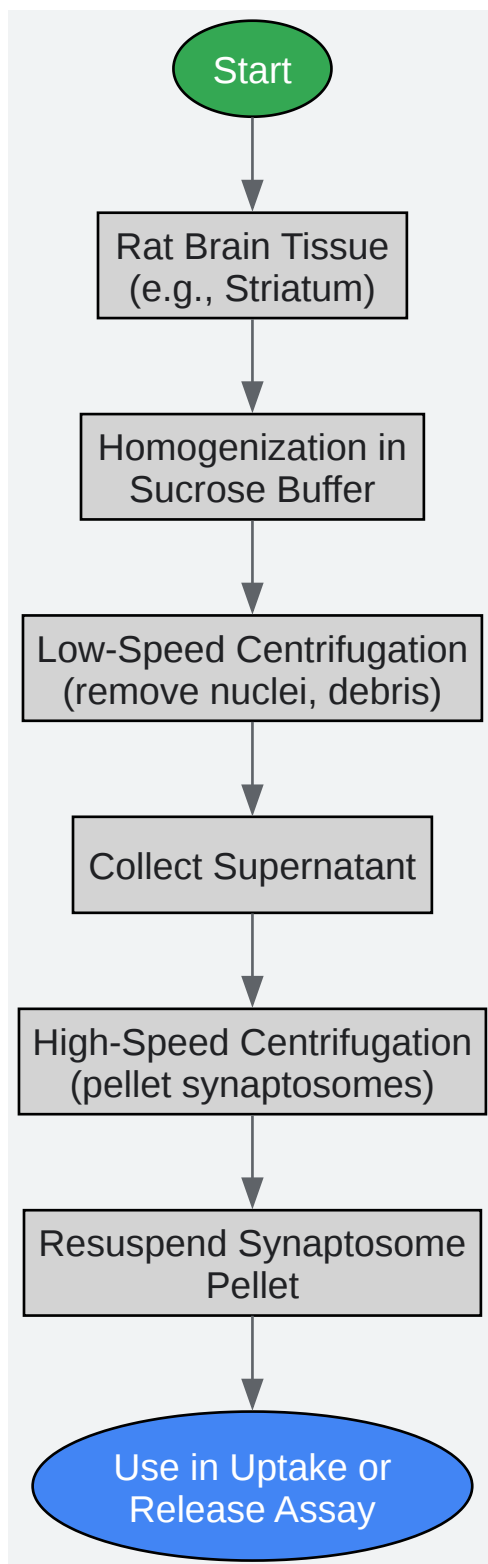 Start
Rat Brain Tissue
(e.g., Striatum)
Homogenization in
Sucrose Buffer
Low-Speed Centrifugation
(remove nuclei, debris)
Collect Supernatant
High-Speed Centrifugation
(pellet synaptosomes)
Resuspend Synaptosome
Pellet
Use in Uptake or
Release Assay